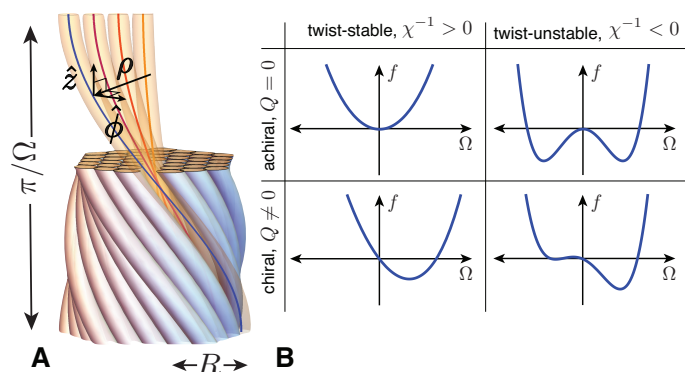 twist-stable, χ⁻¹ > 0
twist-unstable, χ⁻¹ < 0
achiral, Q = 0
chiral, Q ≠ 0
f
Ω
f
Ω
f
Ω
f
Ω
ẑ
ρ
ϕ̂
π/Ω
R
A
B